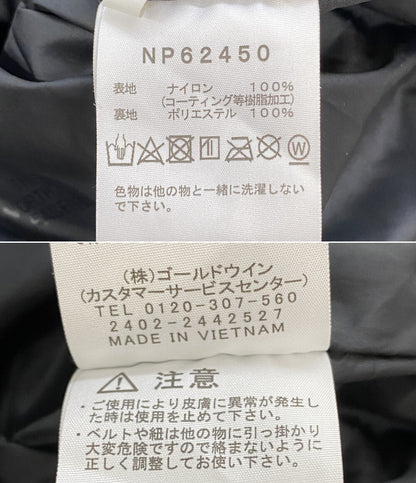 NP62450
表地 ナイロン 100%
(コーティング等樹脂加工)
裏地 ポリエステル 100%
W
色物は他の物と一緒に洗濯しない
で下さい。
(株)ゴールドウイン
(カスタマーサービスセンター)
TEL 0120-307-560
2402-2442527
MADE IN VIETNAM
注意
・ご使用により皮膚に異常が発生し
た時は使用を止めて下さい。
・ベルトや紐は他の物に引っ掛かり
大変危険ですので絡まないように
正しく調整してお使い下さい。